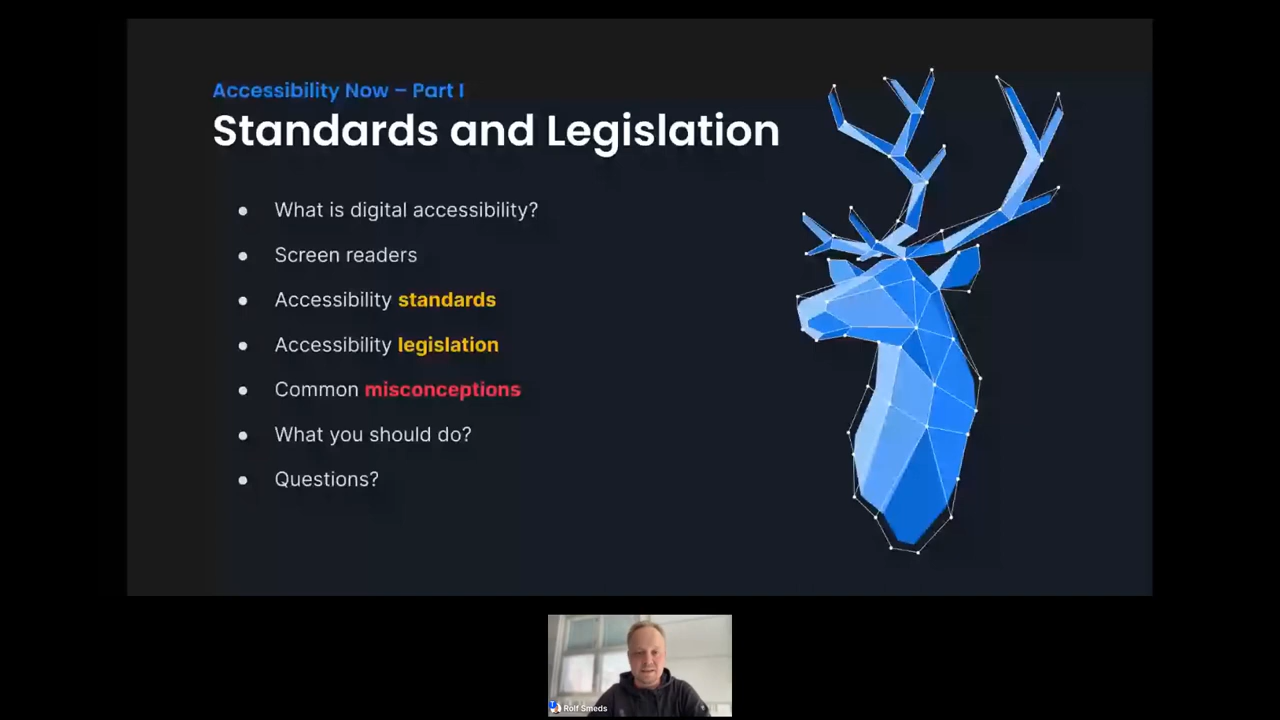 Accessibility Now – Part I
Standards and Legislation
● What is digital accessibility?
● Screen readers
● Accessibility standards
● Accessibility legislation
● Common misconceptions
● What you should do?
● Questions?
Rolf Smeds